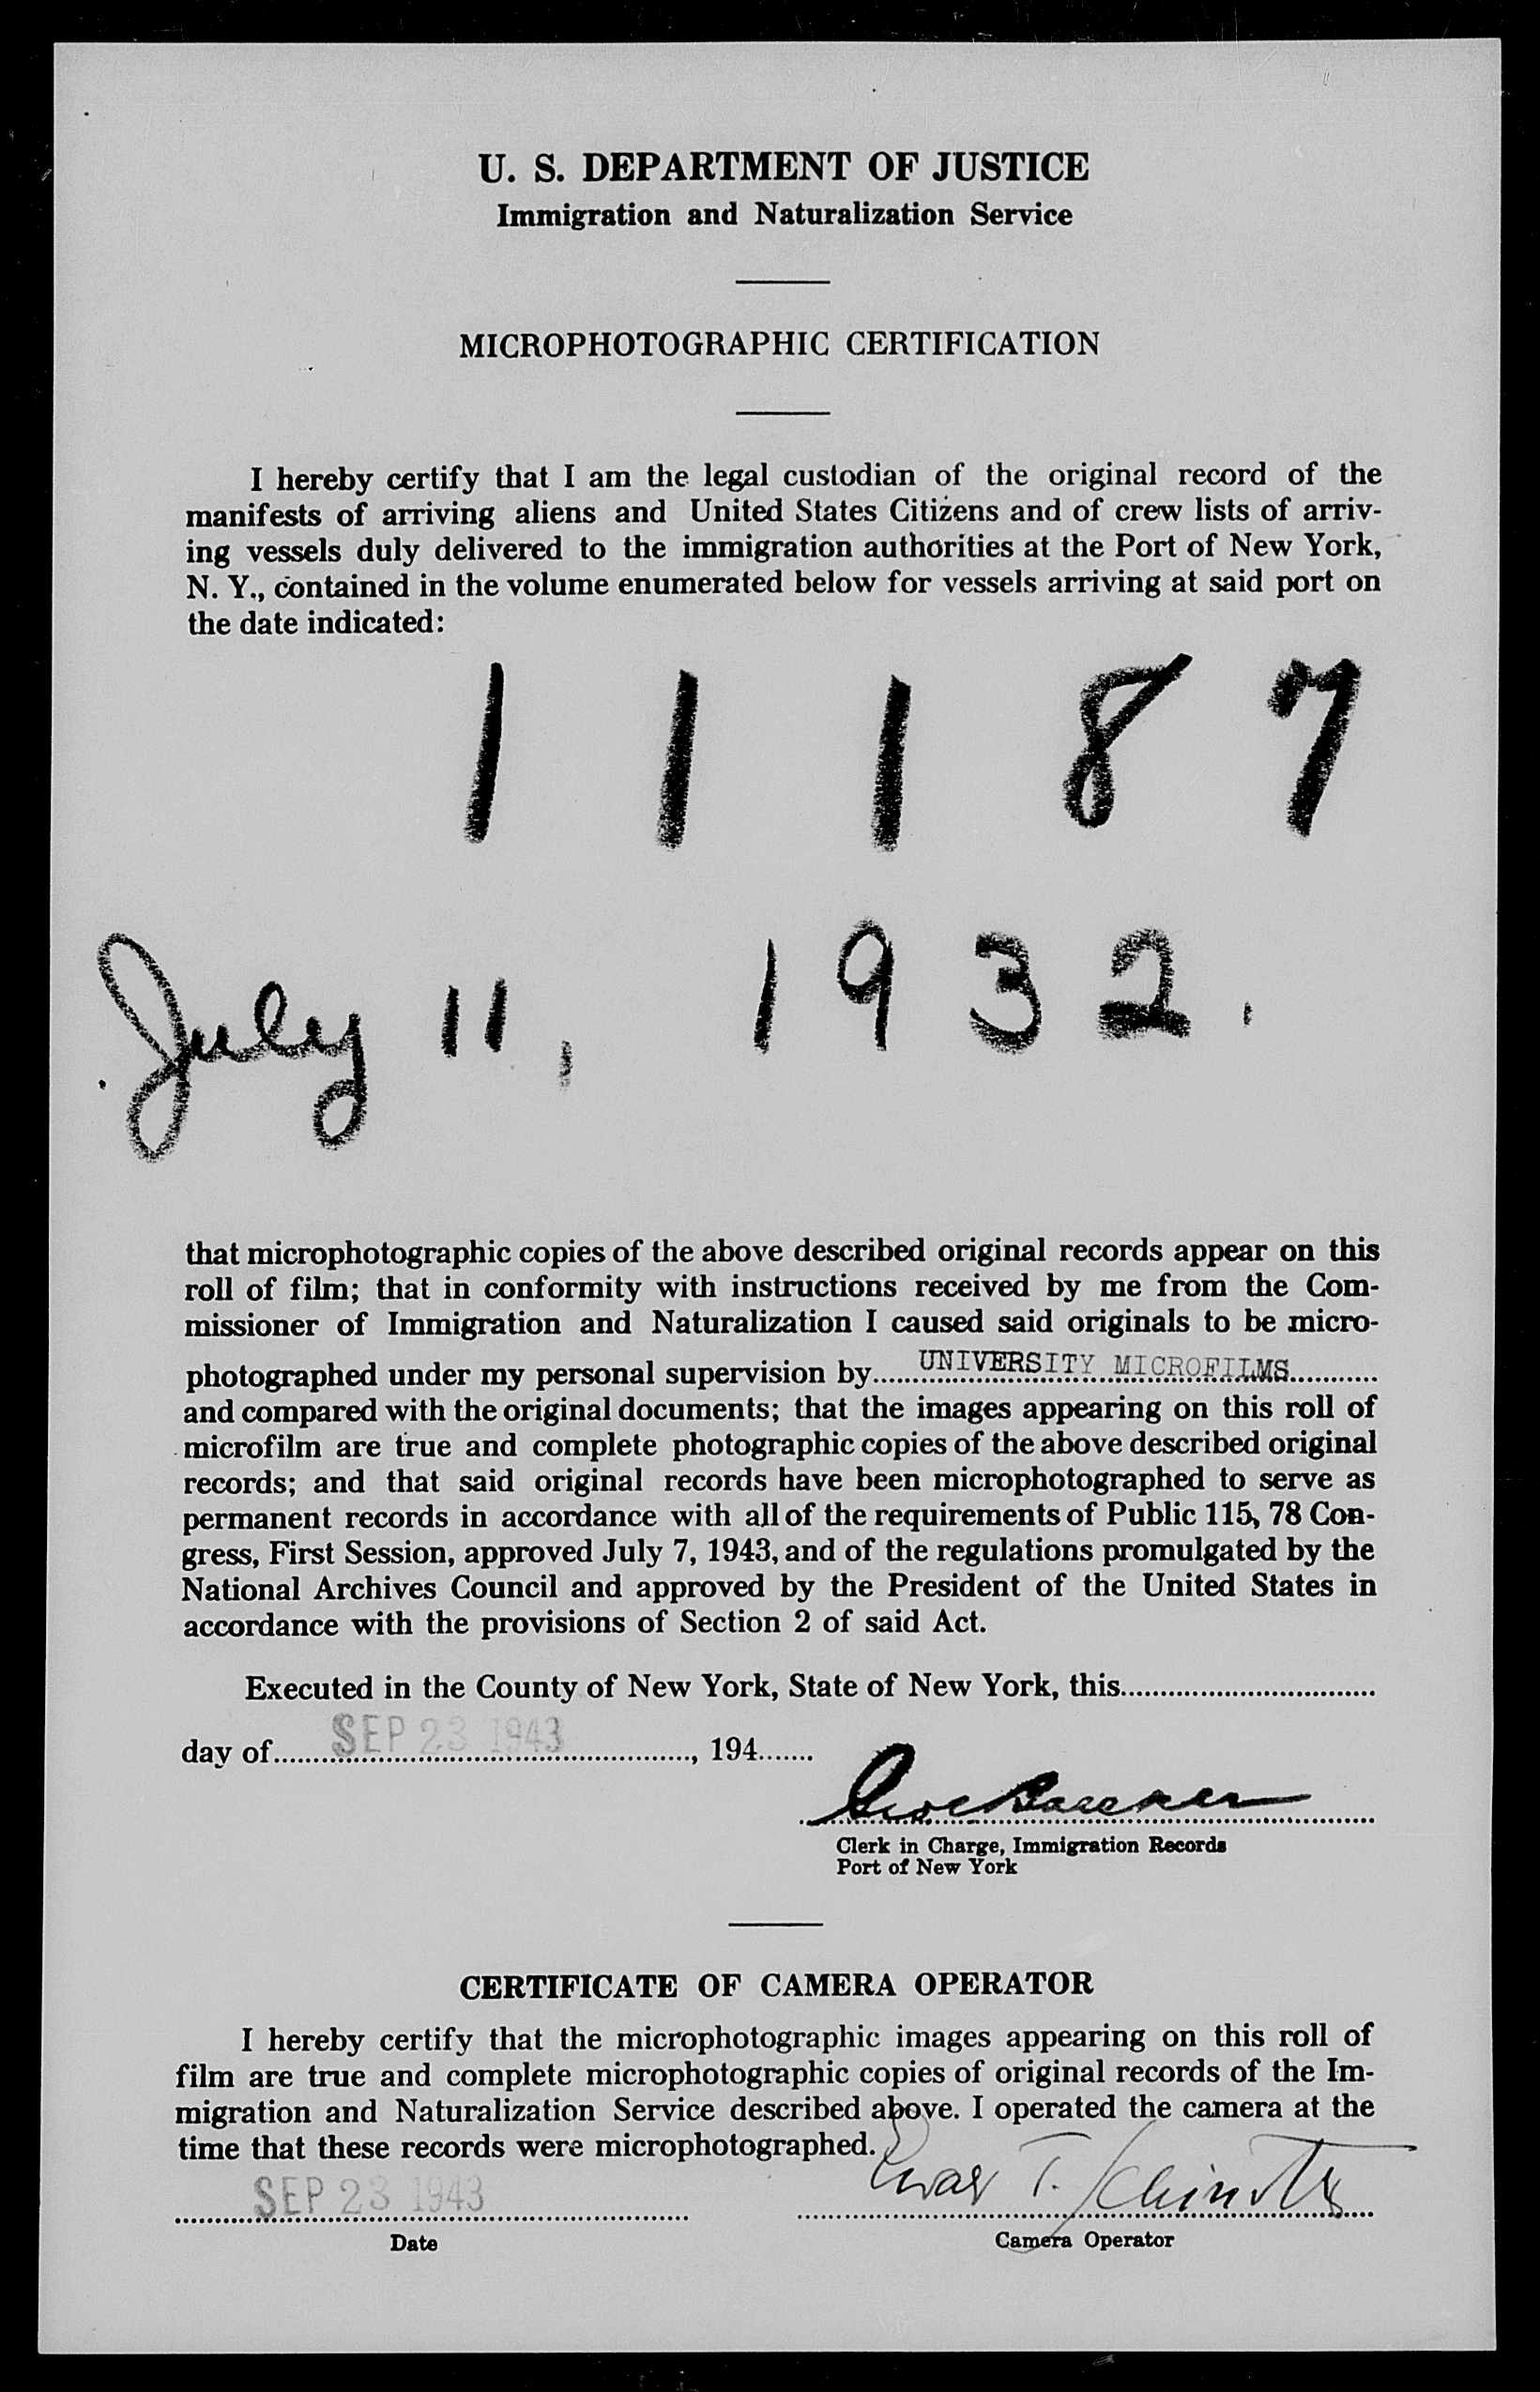 U. S. DEPARTMENT OF JUSTICE
Immigration and Naturalization Service
MICROPHOTOGRAPHIC CERTIFICATION
I hereby certify that I am the legal custodian of the original record of the
manifests of arriving aliens and United States Citizens and of crew lists of arriv-
ing vessels duly delivered to the immigration authorities at the Port of New York,
N. Y., contained in the volume enumerated below for vessels arriving at said port on
the date indicated:
1 1 1 8 7
July 11, 1932.
that microphotographic copies of the above described original records appear on this
roll of film; that in conformity with instructions received by me from the Com-
missioner of Immigration and Naturalization I caused said originals to be micro-
photographed under my personal supervision by UNIVERSITY MICROFILMS
and compared with the original documents; that the images appearing on this roll of
microfilm are true and complete photographic copies of the above described original
records; and that said original records have been microphotographed to serve as
permanent records in accordance with all of the requirements of Public 115, 78 Con-
gress, First Session, approved July 7, 1943, and of the regulations promulgated by the
National Archives Council and approved by the President of the United States in
accordance with the provisions of Section 2 of said Act.
Executed in the County of New York, State of New York, this
day of SEP 23 1943, 194
Clerk in Charge, Immigration Records
Port of New York
CERTIFICATE OF CAMERA OPERATOR
I hereby certify that the microphotographic images appearing on this roll of
film are true and complete microphotographic copies of original records of the Im-
migration and Naturalization Service described above. I operated the camera at the
time that these records were microphotographed.
SEP 23 1943
Date
Camera Operator